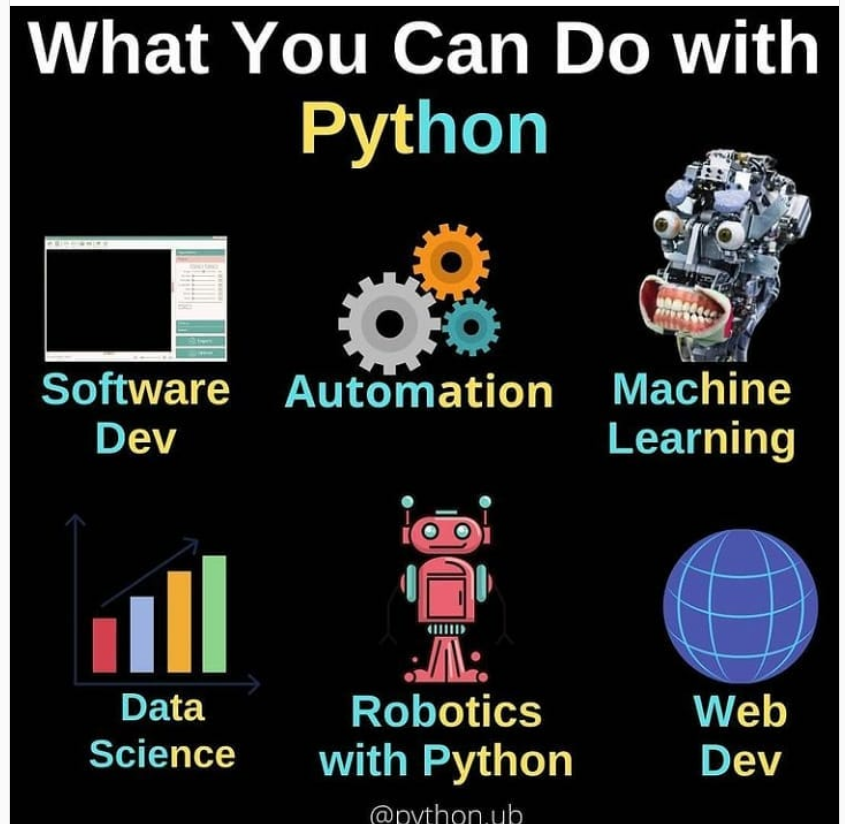 What You Can Do with
Python
Software
Dev
Automation
Machine
Learning
Data
Science
Robotics
with Python
Web
Dev
@python.ub